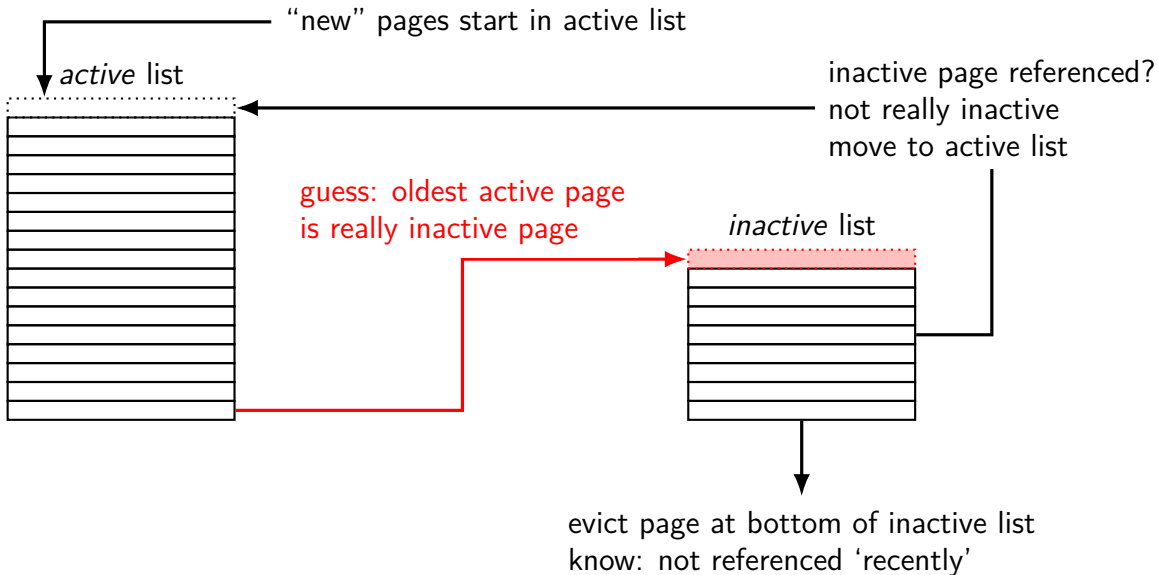 “new” pages start in active list
active list
inactive page referenced?
not really inactive
move to active list
guess: oldest active page
is really inactive page
inactive list
evict page at bottom of inactive list
know: not referenced ‘recently’